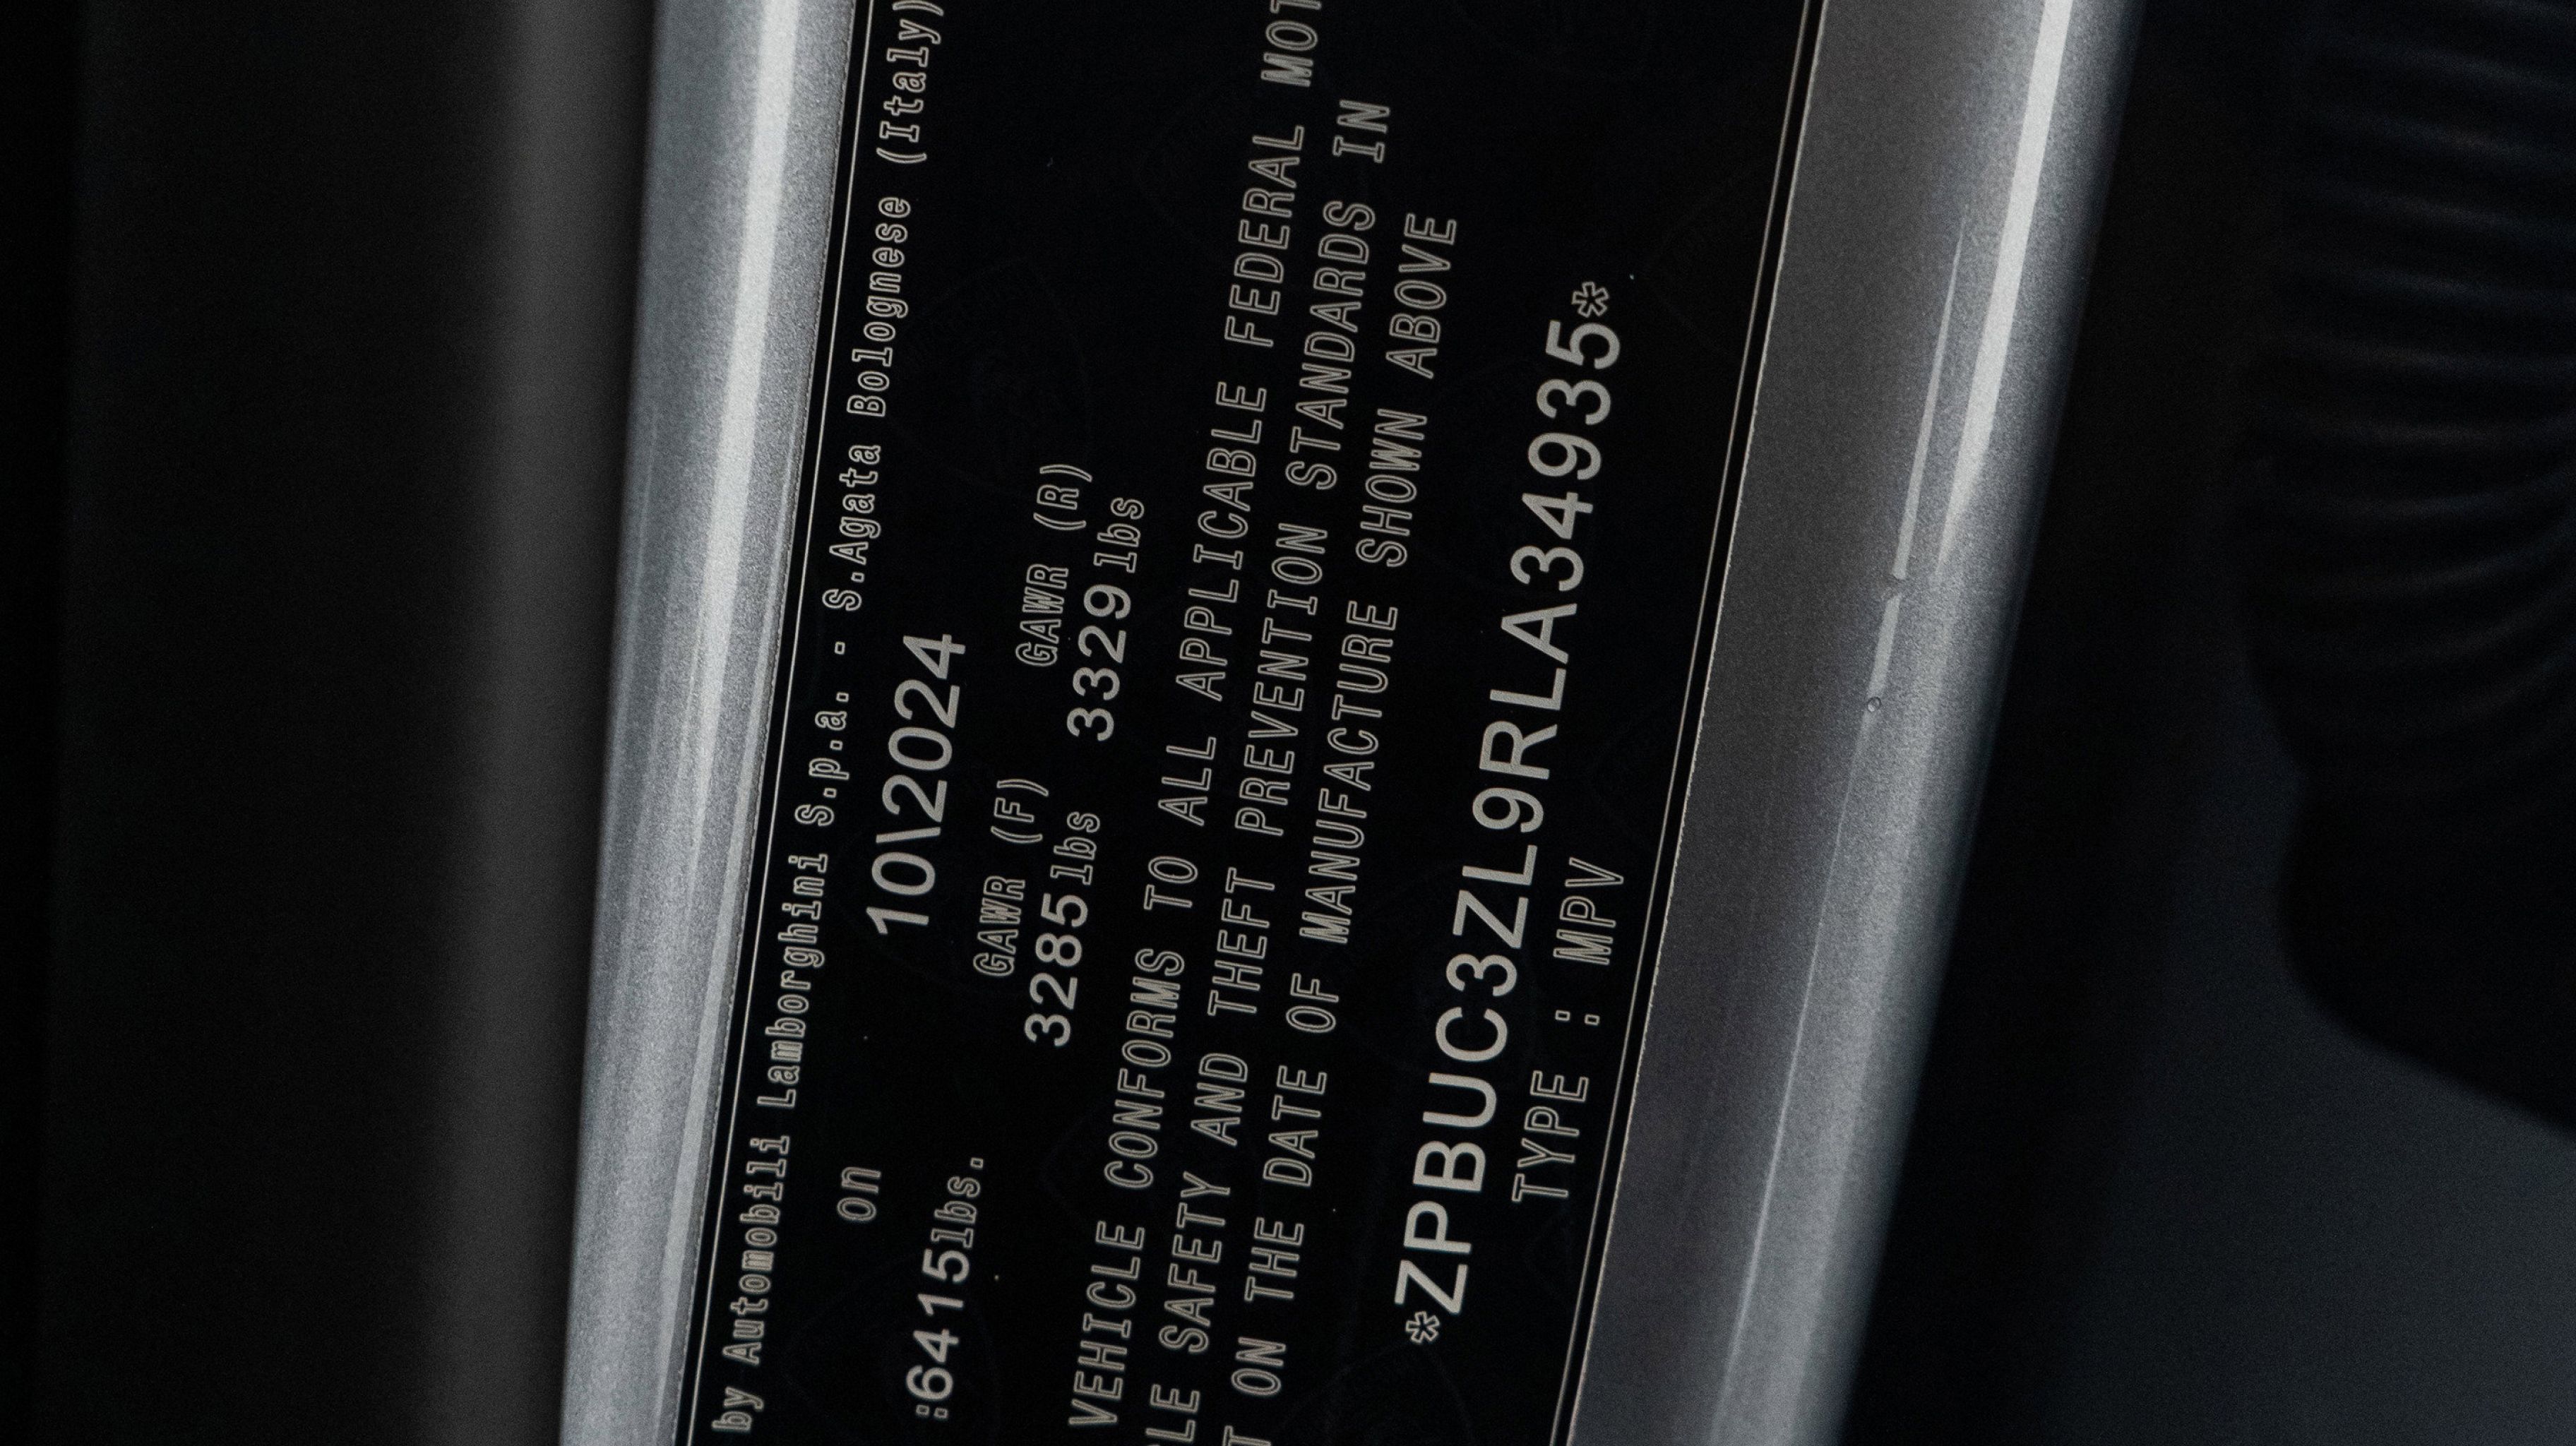 by Automobili Lamborghini S.p.a. - S.Agata Bolognese (Italy)
on 10\2024
:6415lbs. GAWR (F) GAWR (R)
3285lbs 3329lbs
VEHICLE CONFORMS TO ALL APPLICABLE FEDERAL MOT
LE SAFETY AND THEFT PREVENTION STANDARDS IN
T ON THE DATE OF MANUFACTURE SHOWN ABOVE
*ZPBUC3ZL9RLA34935*
TYPE : MPV